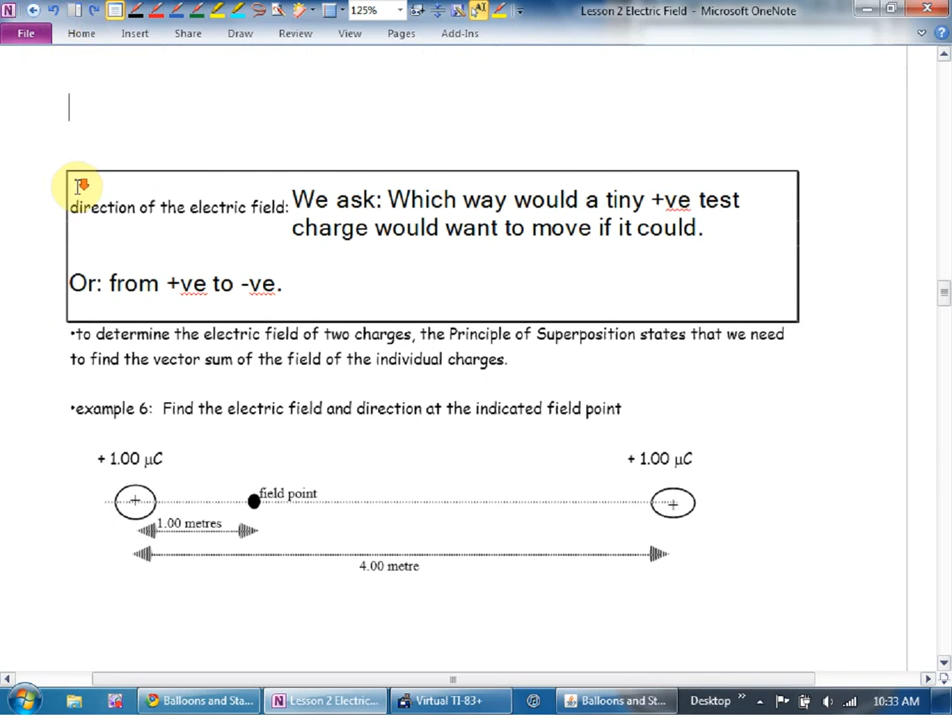 125%
Lesson 2 Electric Field - Microsoft OneNote
File Home Insert Share Draw Review View Pages Add-Ins
direction of the electric field: We ask: Which way would a tiny +ve test
charge would want to move if it could.
Or: from +ve to -ve.
•to determine the electric field of two charges, the Principle of Superposition states that we need
to find the vector sum of the field of the individual charges.
•example 6: Find the electric field and direction at the indicated field point
+ 1.00 µC + 1.00 µC
field point
+ +
1.00 metres
4.00 metre
Balloons and Sta... Lesson 2 Electric... Virtual TI-83+ Balloons and St... Desktop » 10:33 AM